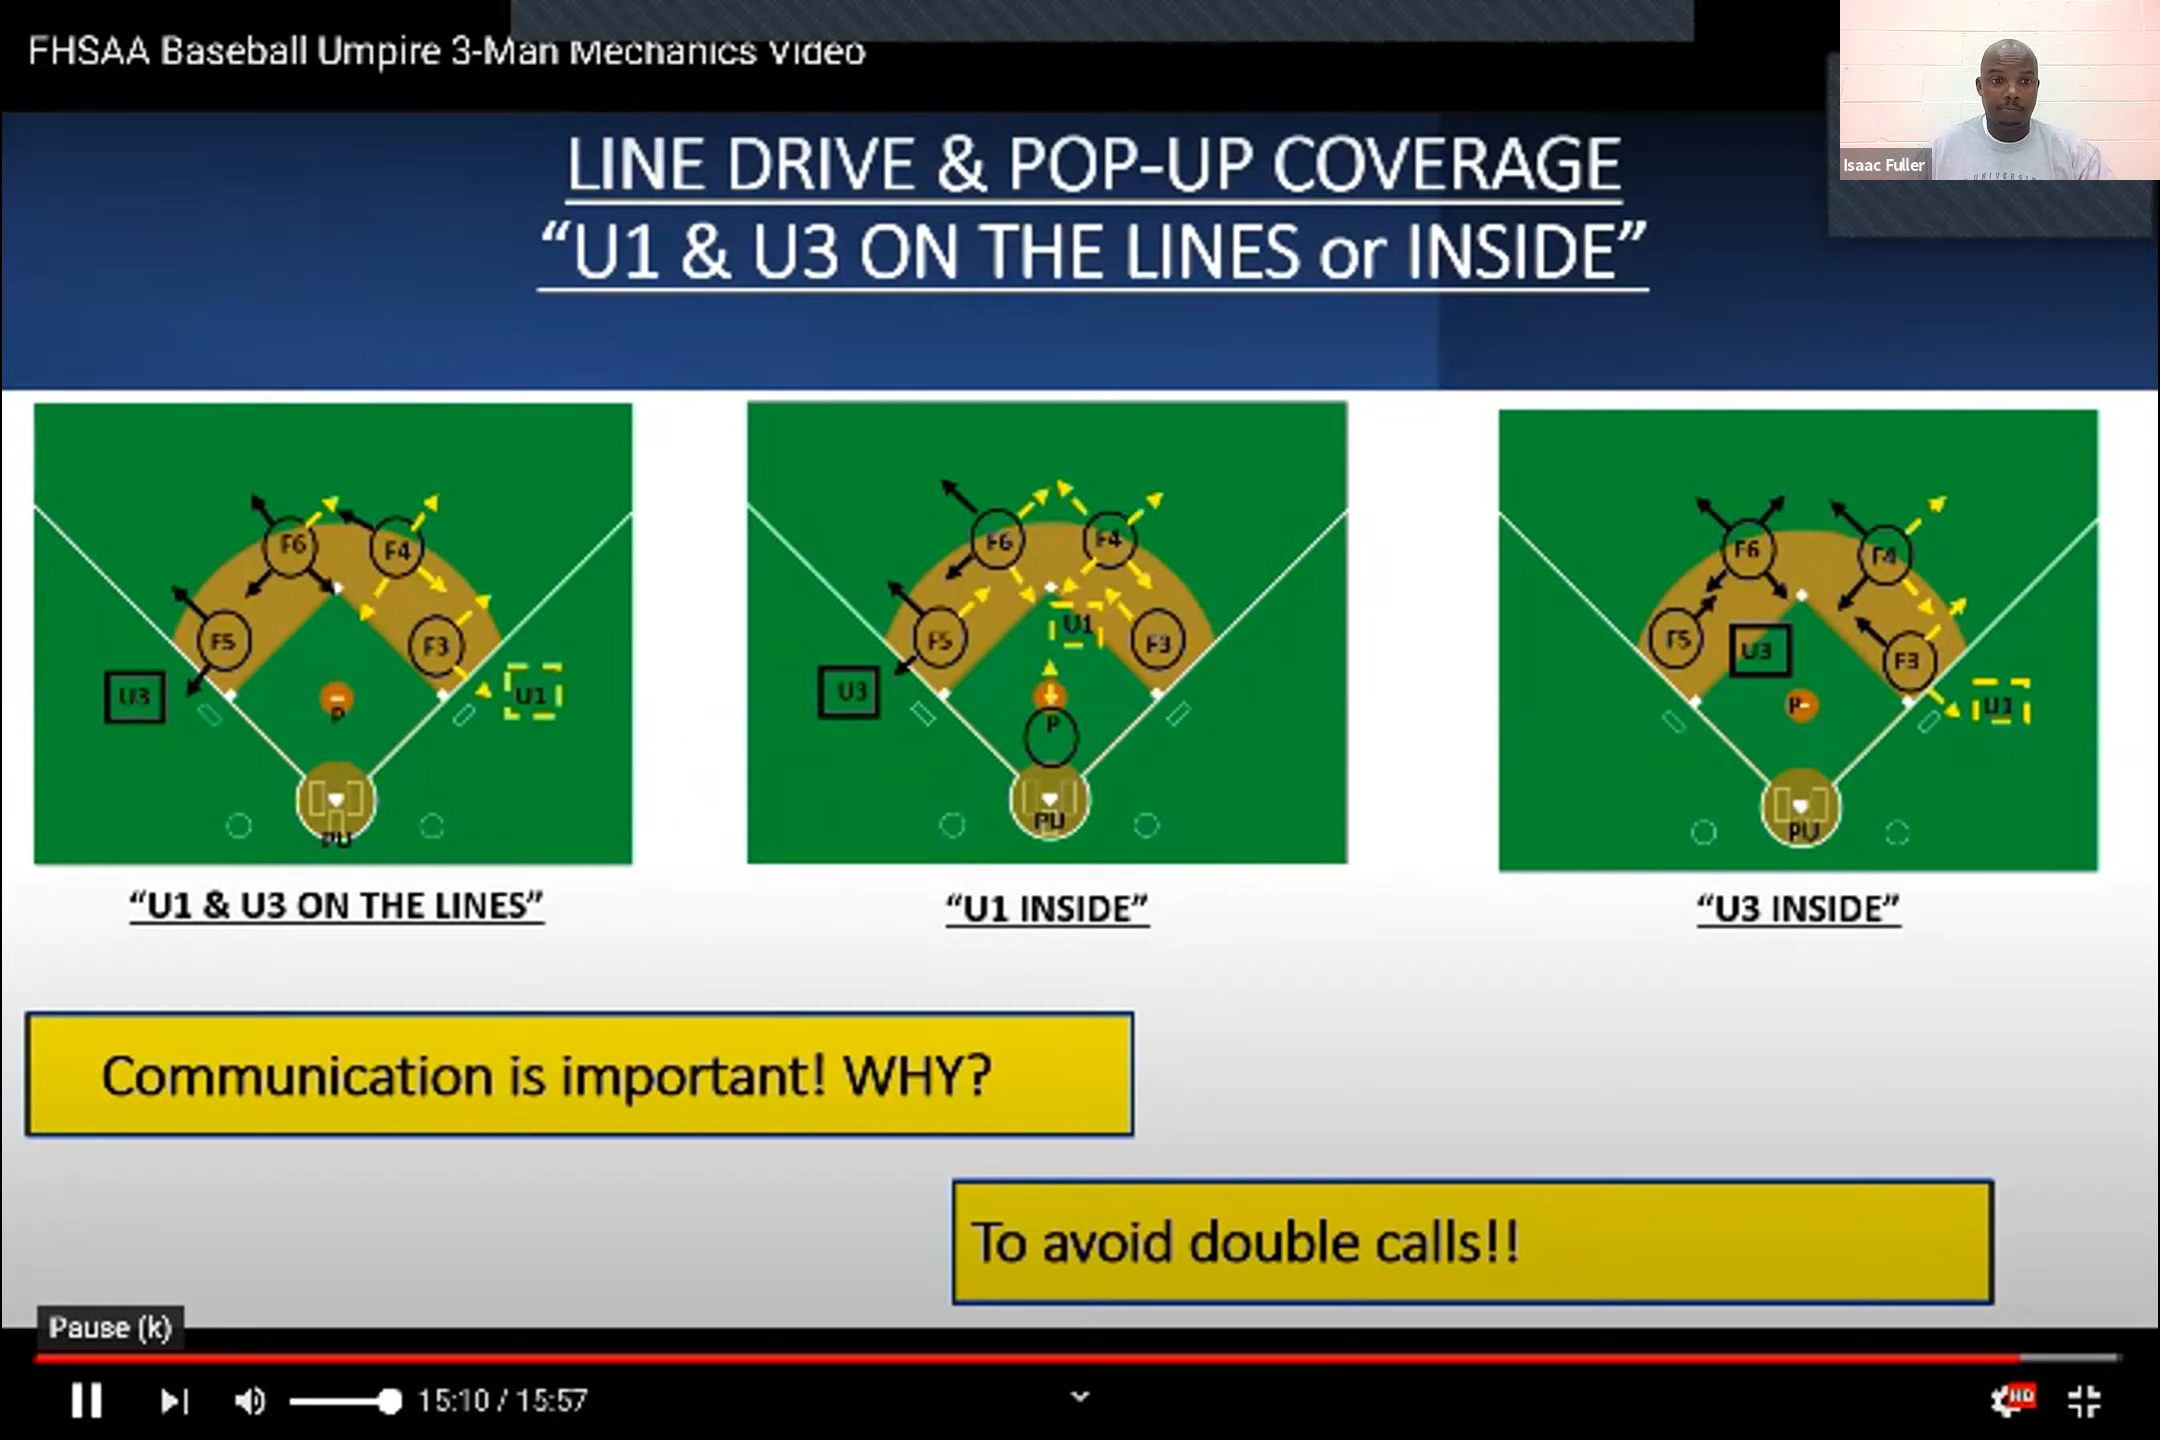 FHSAA Baseball Umpire 3-Man Mechanics Video
Isaac Fuller
UNIVERSI
LINE DRIVE & POP-UP COVERAGE
“U1 & U3 ON THE LINES or INSIDE”
F6
F4
F5
F3
U3
U1
P
PU
F6
F4
U1
F5
F3
U3
P
PU
F6
F4
F5
U3
F3
P
U1
PU
“U1 & U3 ON THE LINES”
“U1 INSIDE”
“U3 INSIDE”
Communication is important! WHY?
To avoid double calls!!
Pause (k)
15:10 / 15:57
HD